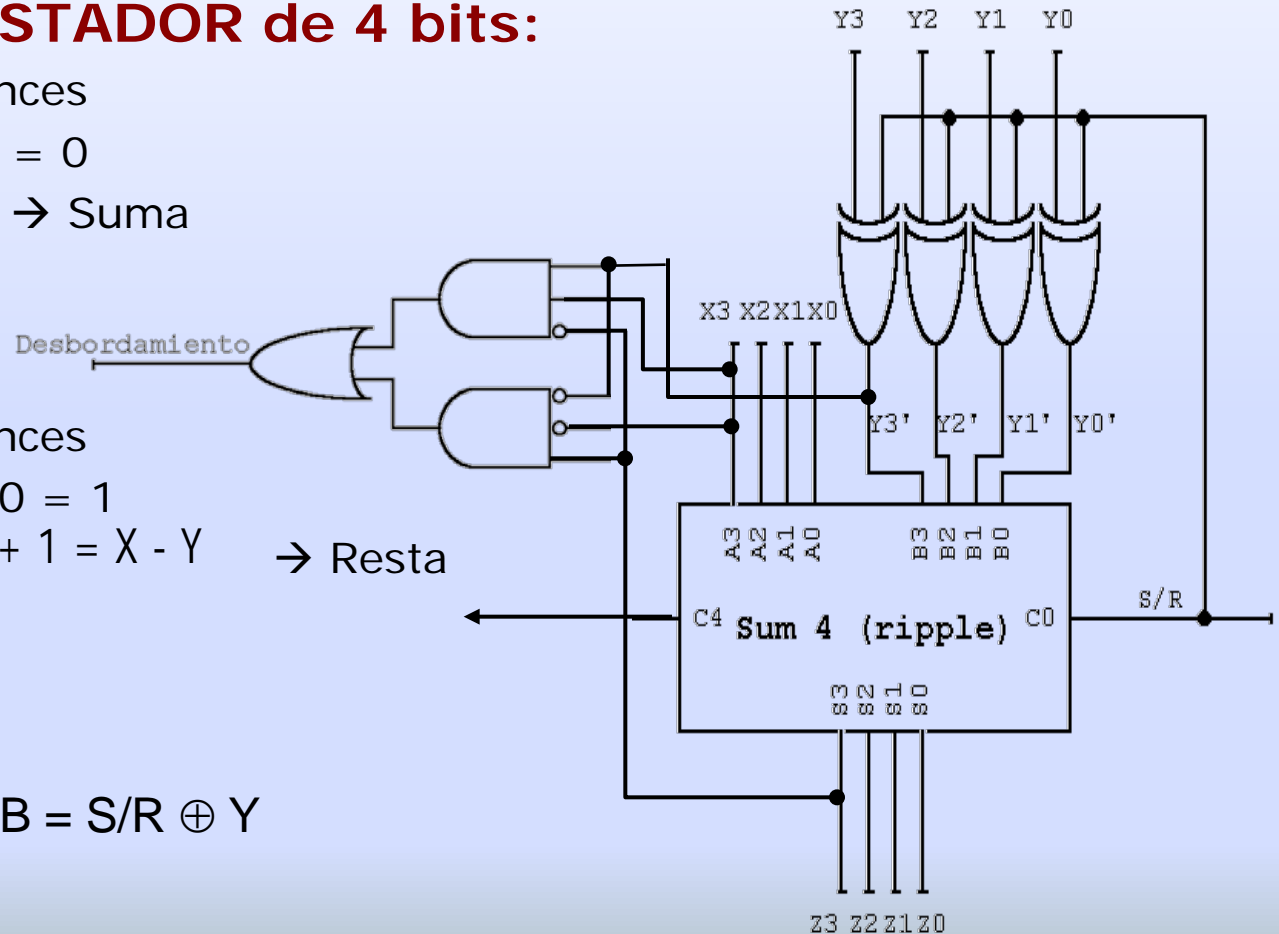 STADOR de 4 bits:
nces
= 0
→ Suma
nces
0 = 1
+ 1 = X - Y
→ Resta
B = S/R ⊕ Y
Y3 Y2 Y1 Y0
X3 X2 X1 X0
Desbordamiento
Y3' Y2' Y1' Y0'
A3 A2 A1 A0
B3 B2 B1 B0
S/R
C4 Sum 4 (ripple) C0
S3 S2 S1 S0
Z3 Z2 Z1 Z0